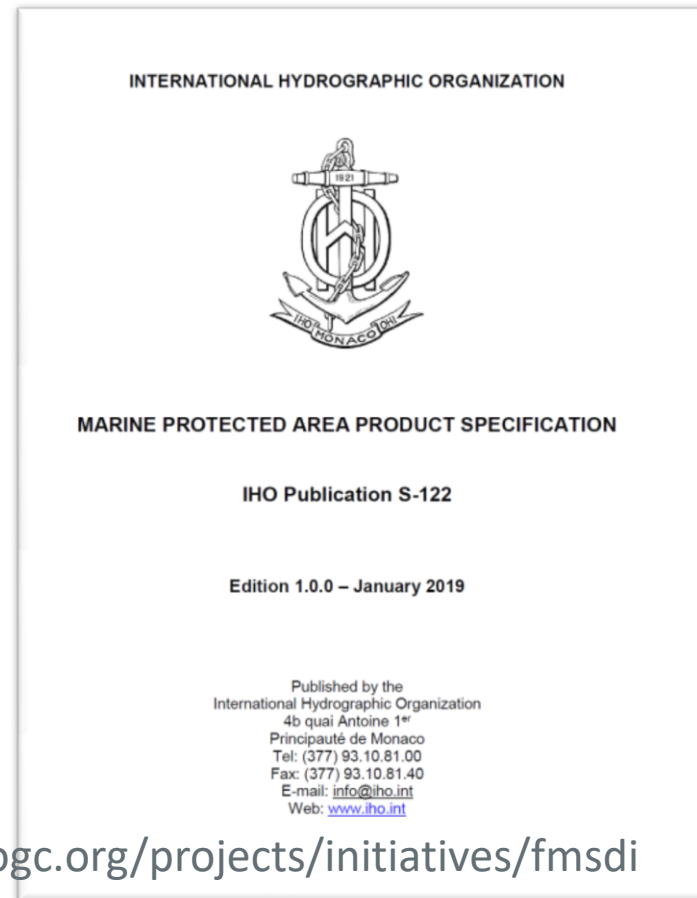 INTERNATIONAL HYDROGRAPHIC ORGANIZATION
1921
IHO MONACO OHI
MARINE PROTECTED AREA PRODUCT SPECIFICATION
IHO Publication S-122
Edition 1.0.0 – January 2019
Published by the
International Hydrographic Organization
4b quai Antoine 1er
Principauté de Monaco
Tel: (377) 93.10.81.00
Fax: (377) 93.10.81.40
E-mail: info@iho.int
Web: www.iho.int
ogc.org/projects/initiatives/fmsdi